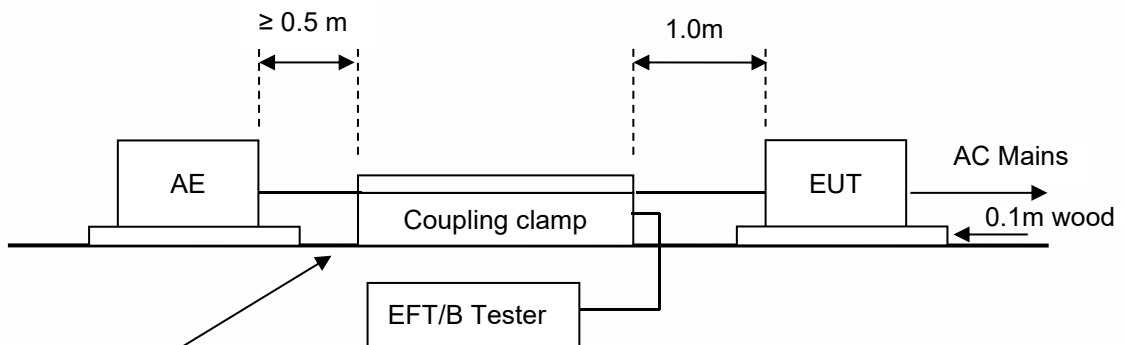 ≥ 0.5 m
1.0m
AE
Coupling clamp
EUT
AC Mains
0.1m wood
EFT/B Tester